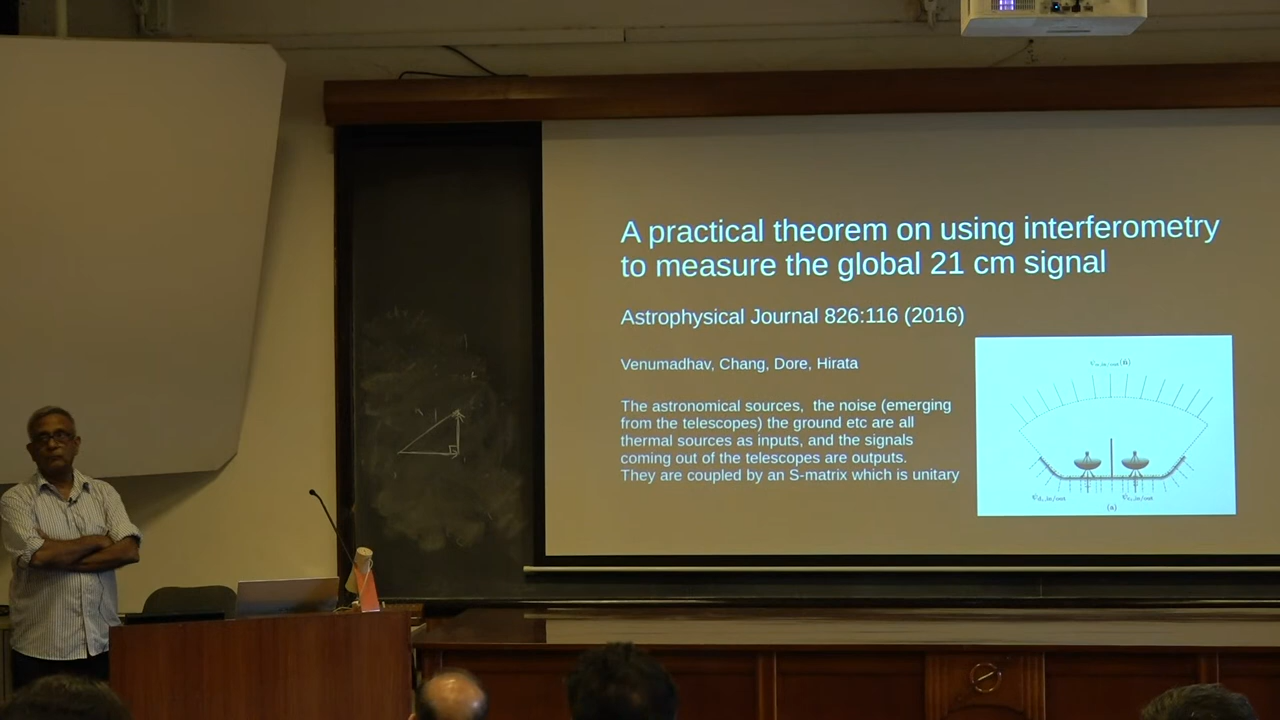 A practical theorem on using interferometry
to measure the global 21 cm signal
Astrophysical Journal 826:116 (2016)
Venumadhav, Chang, Dore, Hirata
The astronomical sources, the noise (emerging
from the telescopes) the ground etc are all
thermal sources as inputs, and the signals
coming out of the telescopes are outputs.
They are coupled by an S-matrix which is unitary
(a)